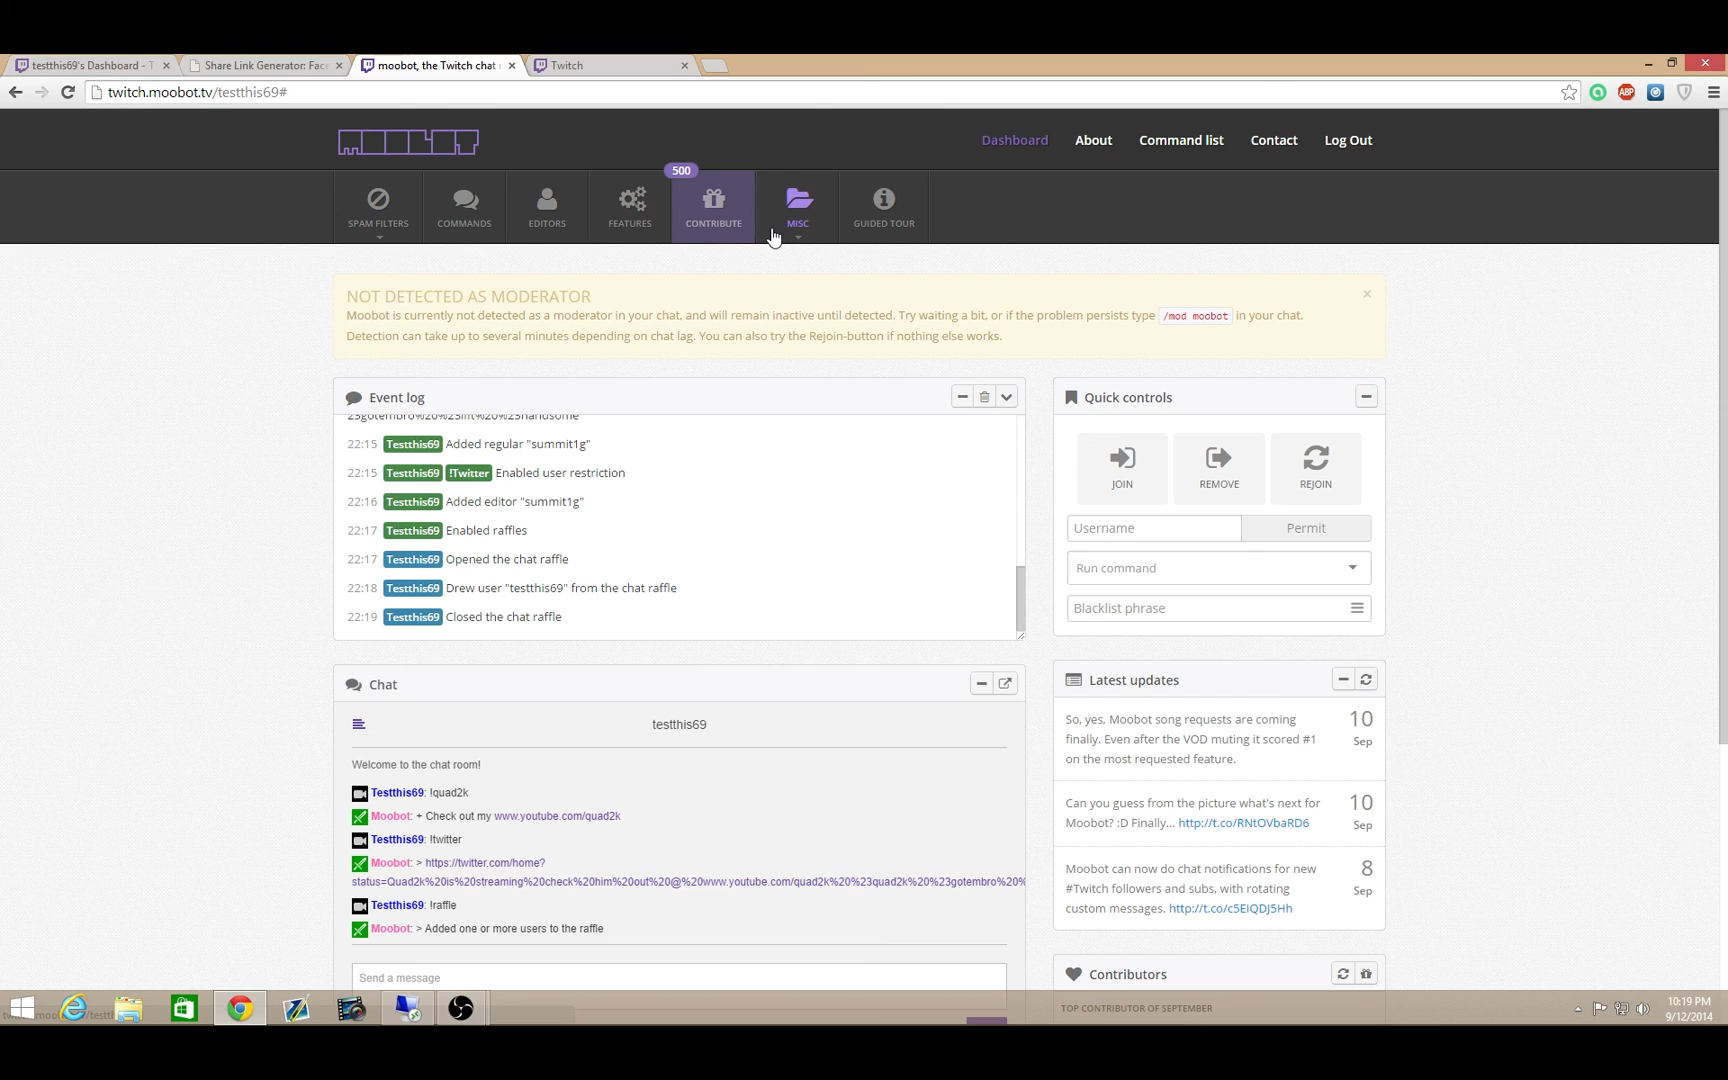 testthis69's Dashboard - T
Share Link Generator: Fac
moobot, the Twitch chat
Twitch
twitch.moobot.tv/testthis69#
ABP
Dashboard
About
Command list
Contact
Log Out
500
SPAM FILTERS
COMMANDS
EDITORS
FEATURES
CONTRIBUTE
MISC
GUIDED TOUR
NOT DETECTED AS MODERATOR
Moobot is currently not detected as a moderator in your chat, and will remain inactive until detected. Try waiting a bit, or if the problem persists type /mod moobot in your chat.
Detection can take up to several minutes depending on chat lag. You can also try the Rejoin-button if nothing else works.
Event log
22:15 Testthis69 Added regular "summit1g"
22:15 Testthis69 !Twitter Enabled user restriction
22:16 Testthis69 Added editor "summit1g"
22:17 Testthis69 Enabled raffles
22:17 Testthis69 Opened the chat raffle
22:18 Testthis69 Drew user "testthis69" from the chat raffle
22:19 Testthis69 Closed the chat raffle
Quick controls
JOIN
REMOVE
REJOIN
Username
Permit
Run command
Blacklist phrase
Chat
testthis69
Welcome to the chat room!
Testthis69: !quad2k
Moobot: + Check out my www.youtube.com/quad2k
Testthis69: !twitter
Moobot: > https://twitter.com/home?
status=Quad2k%20is%20streaming%20check%20him%20out%20@%20www.youtube.com/quad2k%20%23quad2k%20%23gotembro%20%
Testthis69: !raffle
Moobot: > Added one or more users to the raffle
Send a message
Latest updates
So, yes, Moobot song requests are coming
finally. Even after the VOD muting it scored #1
on the most requested feature.
10
Sep
Can you guess from the picture what's next for
Moobot? :D Finally... http://t.co/RNtOVbaRD6
10
Sep
Moobot can now do chat notifications for new
#Twitch followers and subs, with rotating
custom messages. http://t.co/c5EIQDJ5Hh
8
Sep
Contributors
TOP CONTRIBUTOR OF SEPTEMBER
10:19 PM
9/12/2014